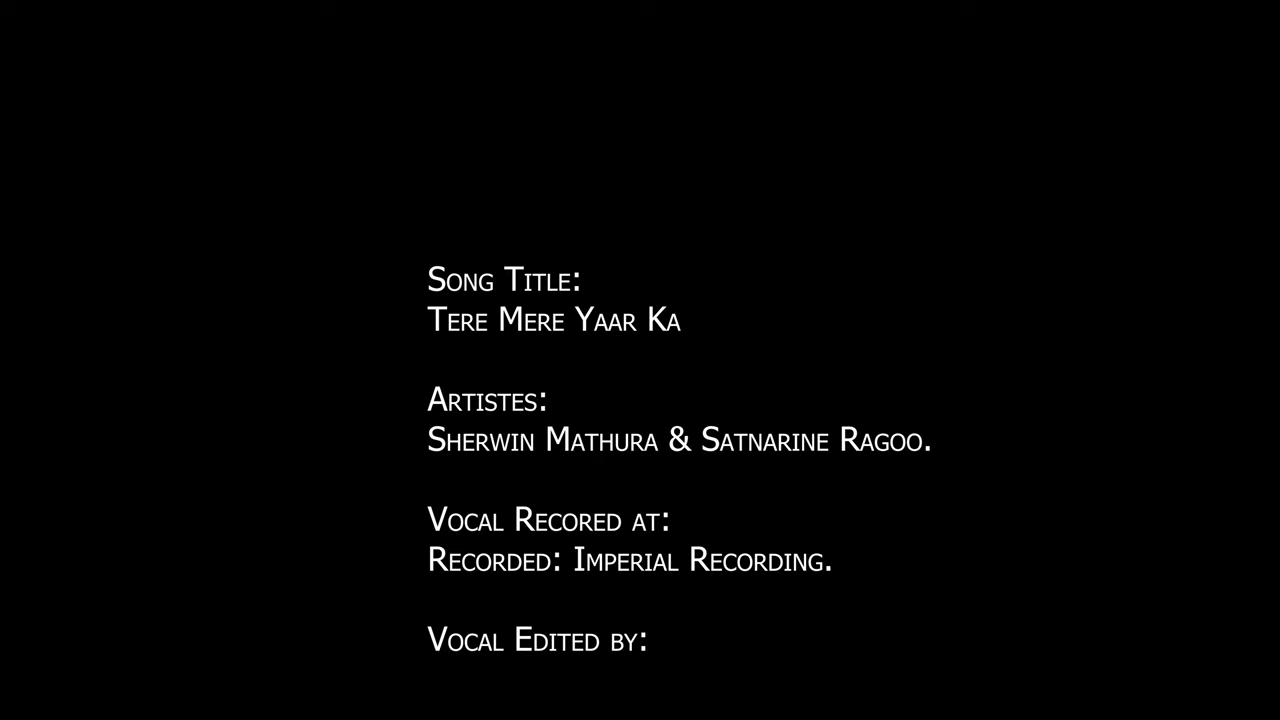 Song Title:
Tere Mere Yaar Ka
Artistes:
Sherwin Mathura & Satnarine Ragoo.
Vocal Recored at:
Recorded: Imperial Recording.
Vocal Edited by: